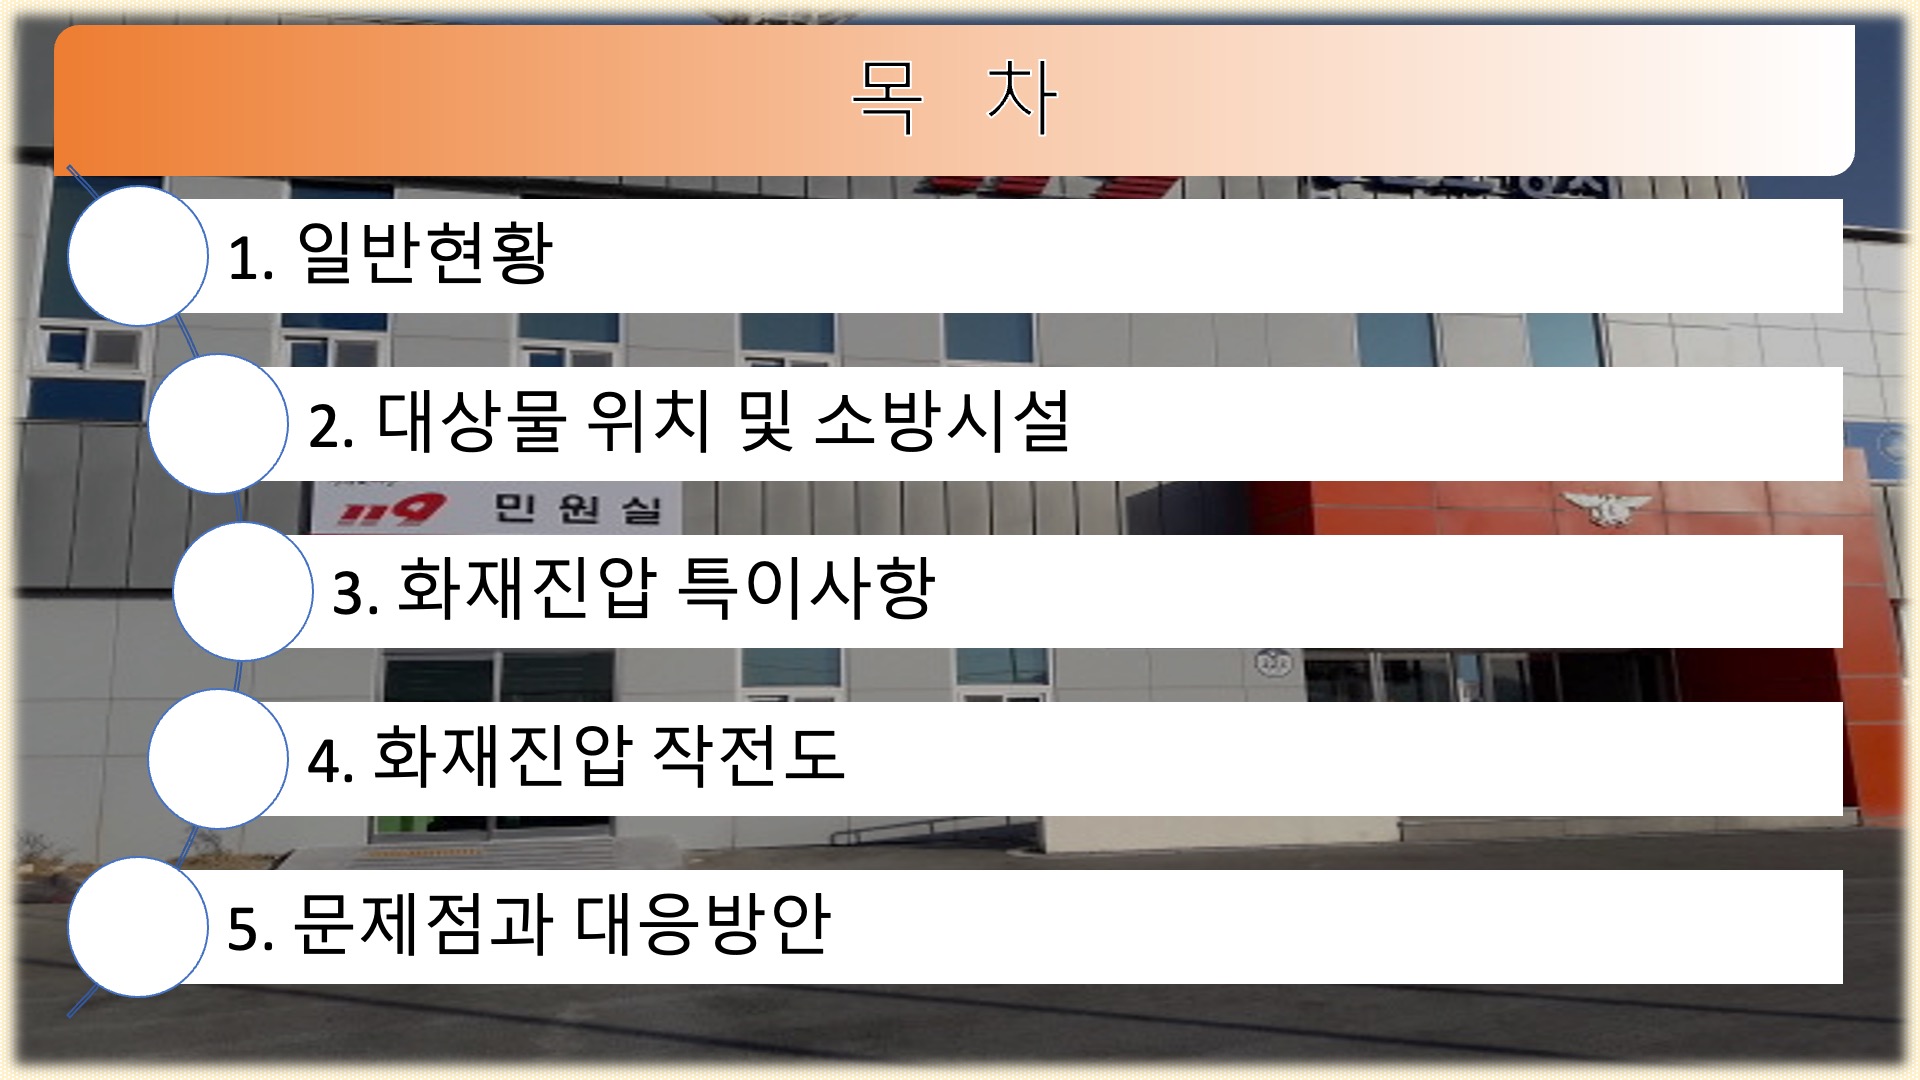 목 차
1. 일반현황
2. 대상물 위치 및 소방시설
119 민원실
3. 화재진압 특이사항
4. 화재진압 작전도
5. 문제점과 대응방안